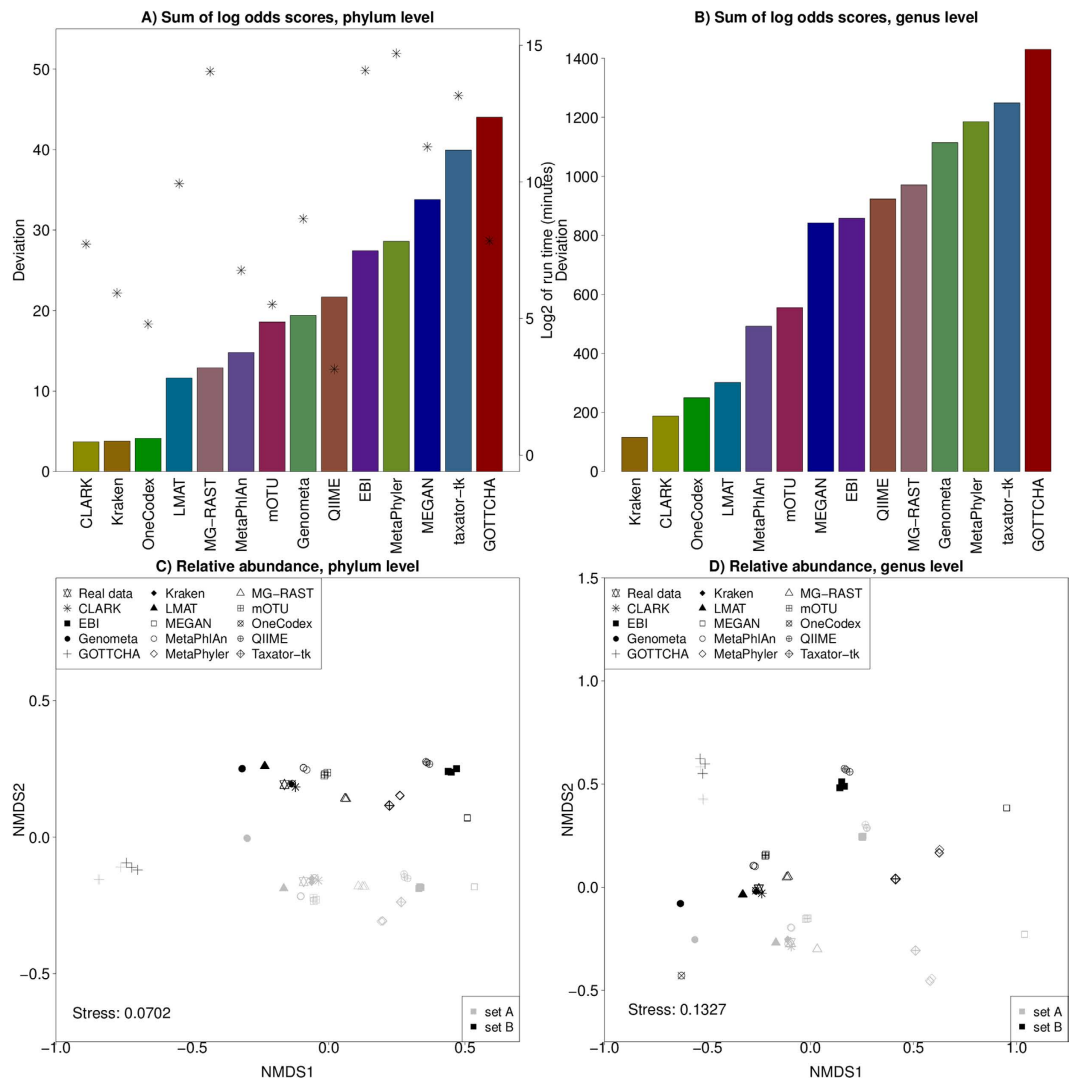 A) Sum of log odds scores, phylum level
50
40
30
20
10
0
Deviation
15
10
5
0
Log2 of run time (minutes)
CLARK
Kraken
OneCodex
LMAT
MG−RAST
MetaPhlAn
mOTU
Genometa
QIIME
EBI
MetaPhyler
MEGAN
taxator−tk
GOTTCHA
B) Sum of log odds scores, genus level
1400
1200
1000
800
600
400
200
0
Deviation
Kraken
CLARK
OneCodex
LMAT
MetaPhlAn
mOTU
MEGAN
EBI
QIIME
MG−RAST
Genometa
MetaPhyler
taxator−tk
GOTTCHA
C) Relative abundance, phylum level
Real data Kraken MG−RAST
CLARK LMAT mOTU
EBI MEGAN OneCodex
Genometa MetaPhlAn QIIME
GOTTCHA MetaPhyler Taxator−tk
0.5
0.0
−0.5
NMDS2
Stress: 0.0702
set A
set B
−1.0 −0.5 0.0 0.5
NMDS1
D) Relative abundance, genus level
1.5
Real data Kraken MG−RAST
CLARK LMAT mOTU
EBI MEGAN OneCodex
Genometa MetaPhlAn QIIME
GOTTCHA MetaPhyler Taxator−tk
1.0
0.5
0.0
−0.5
NMDS2
Stress: 0.1327
set A
set B
−1.0 −0.5 0.0 0.5 1.0
NMDS1